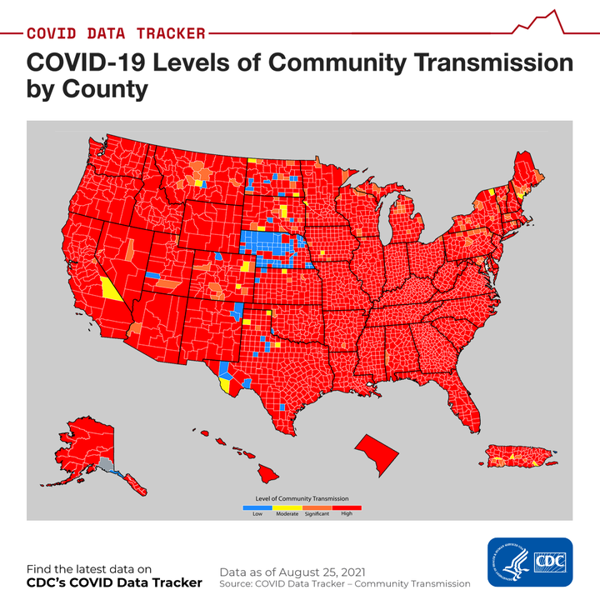 COVID DATA TRACKER
COVID-19 Levels of Community Transmission
by County
Level of Community Transmission
Low Moderate Significant High
Find the latest data on
CDC's COVID Data Tracker
Data as of August 25, 2021
Source: COVID Data Tracker – Community Transmission
CDC